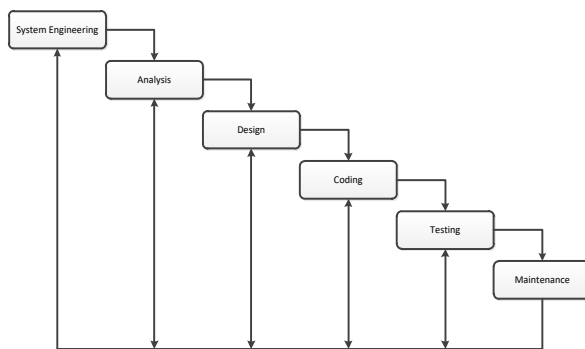 System Engineering
Analysis
Design
Coding
Testing
Maintenance